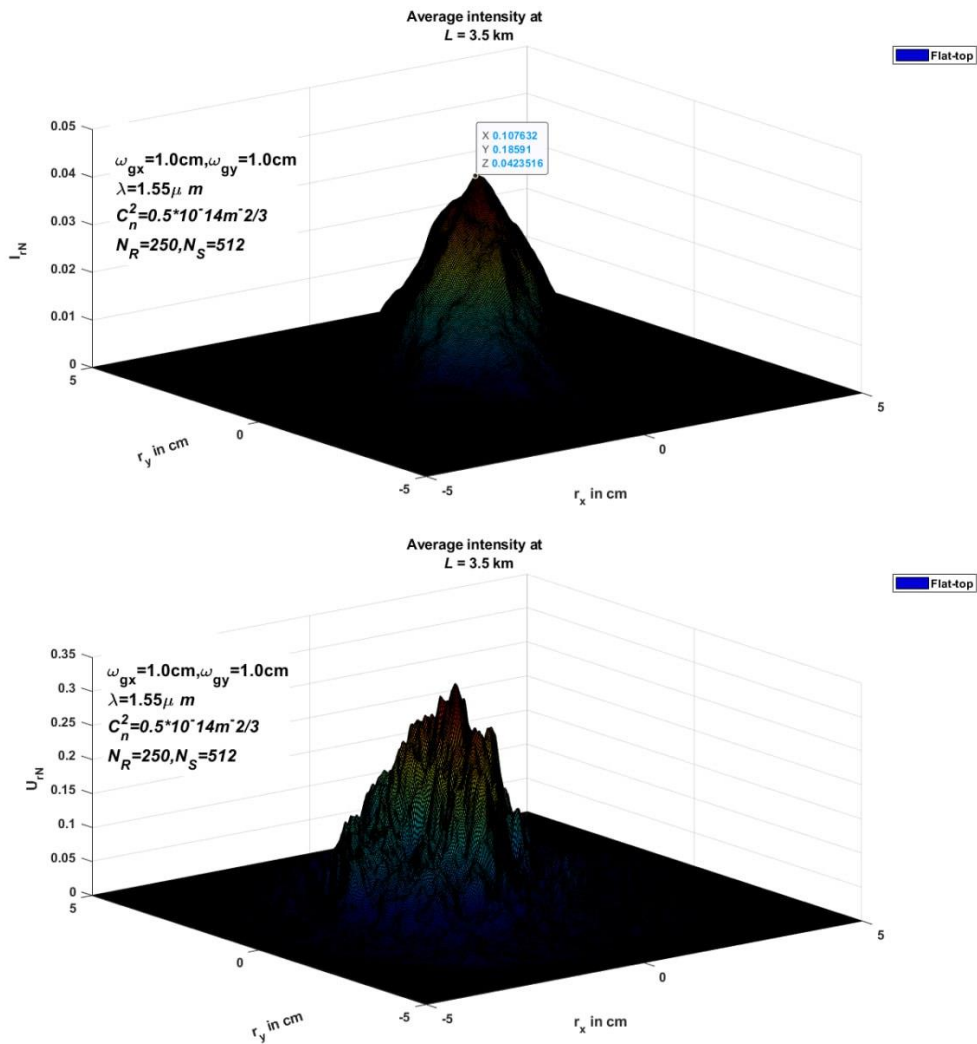 Average intensity at
L = 3.5 km
Flat-top
X 0.107632
Y 0.18591
Z 0.0423516
ω_gx=1.0cm,ω_gy=1.0cm
λ=1.55μ m
C_n^2=0.5*10^-14m^-2/3
N_R=250,N_S=512
I_rN
0.05
0.04
0.03
0.02
0.01
0
5
0
-5
r_y in cm
-5
0
5
r_x in cm
Average intensity at
L = 3.5 km
Flat-top
ω_gx=1.0cm,ω_gy=1.0cm
λ=1.55μ m
C_n^2=0.5*10^-14m^-2/3
N_R=250,N_S=512
U_rN
0.35
0.3
0.25
0.2
0.15
0.1
0.05
0
5
0
-5
r_y in cm
-5
0
5
r_x in cm